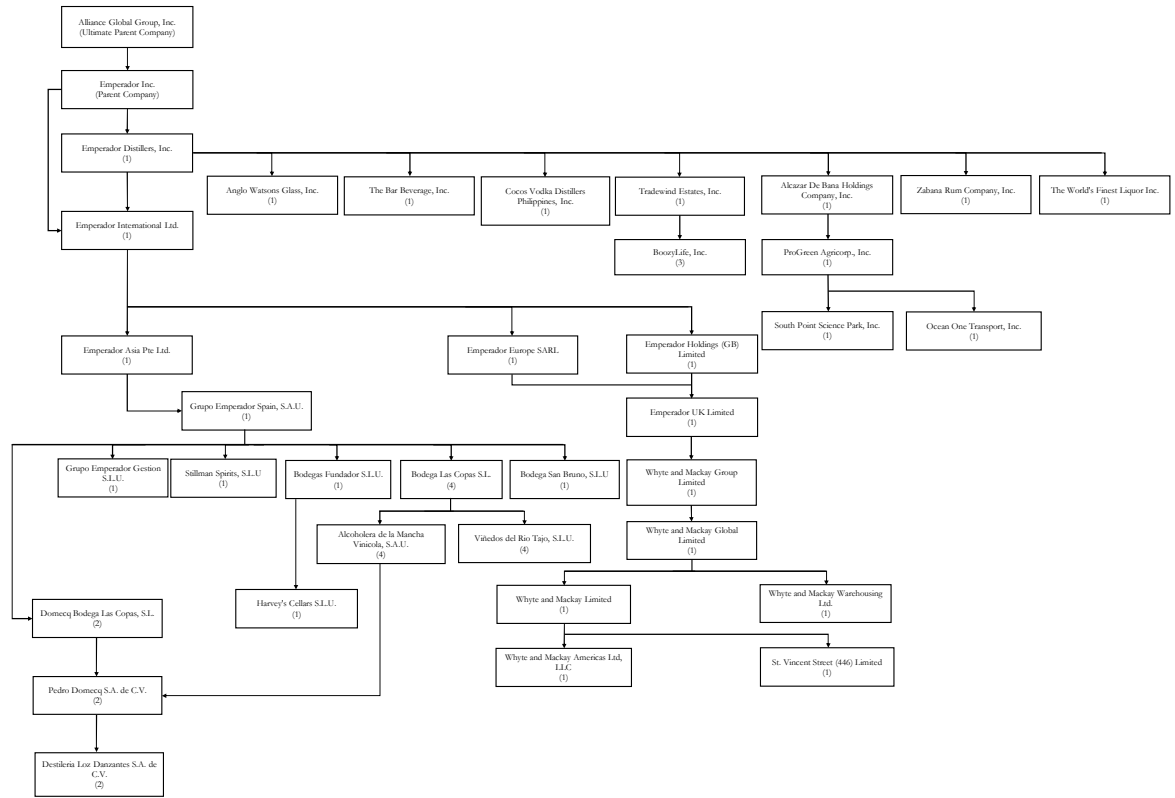 Alliance Global Group, Inc.
(Ultimate Parent Company)
Emperador Inc.
(Parent Company)
Emperador Distillers, Inc.
(1)
Anglo Watsons Glass, Inc.
(1)
The Bar Beverage, Inc.
(1)
Cocos Vodka Distillers
Philippines, Inc.
(1)
Tradewind Estates, Inc.
(1)
Alcazar De Bana Holdings
Company, Inc.
(1)
Zabana Rum Company, Inc.
(1)
The World's Finest Liquor Inc.
(1)
Emperador International Ltd.
(1)
BoozyLife, Inc.
(3)
ProGreen Agricorp., Inc.
(1)
South Point Science Park, Inc.
(1)
Ocean One Transport, Inc.
(1)
Emperador Asia Pte Ltd.
(1)
Emperador Europe SARL
(1)
Emperador Holdings (GB)
Limited
(1)
Grupo Emperador Spain, S.A.U.
(1)
Emperador UK Limited
(1)
Grupo Emperador Gestion
S.L.U.
(1)
Stillman Spirits, S.L.U
(1)
Bodegas Fundador S.L.U.
(1)
Bodega Las Copas S.L.
(4)
Bodega San Bruno, S.L.U
(1)
Whyte and Mackay Group
Limited
(1)
Alcoholera de la Mancha
Vinicola, S.A.U.
(4)
Viñedos del Rio Tajo, S.L.U.
(4)
Whyte and Mackay Global
Limited
(1)
Harvey's Cellars S.L.U.
(1)
Whyte and Mackay Limited
(1)
Whyte and Mackay Warehousing
Ltd.
(1)
Domecq Bodega Las Copas, S.L.
(2)
Whyte and Mackay Americas Ltd,
LLC
(1)
St. Vincent Street (446) Limited
(1)
Pedro Domecq S.A. de C.V.
(2)
Destileria Loz Danzantes S.A. de
C.V.
(2)